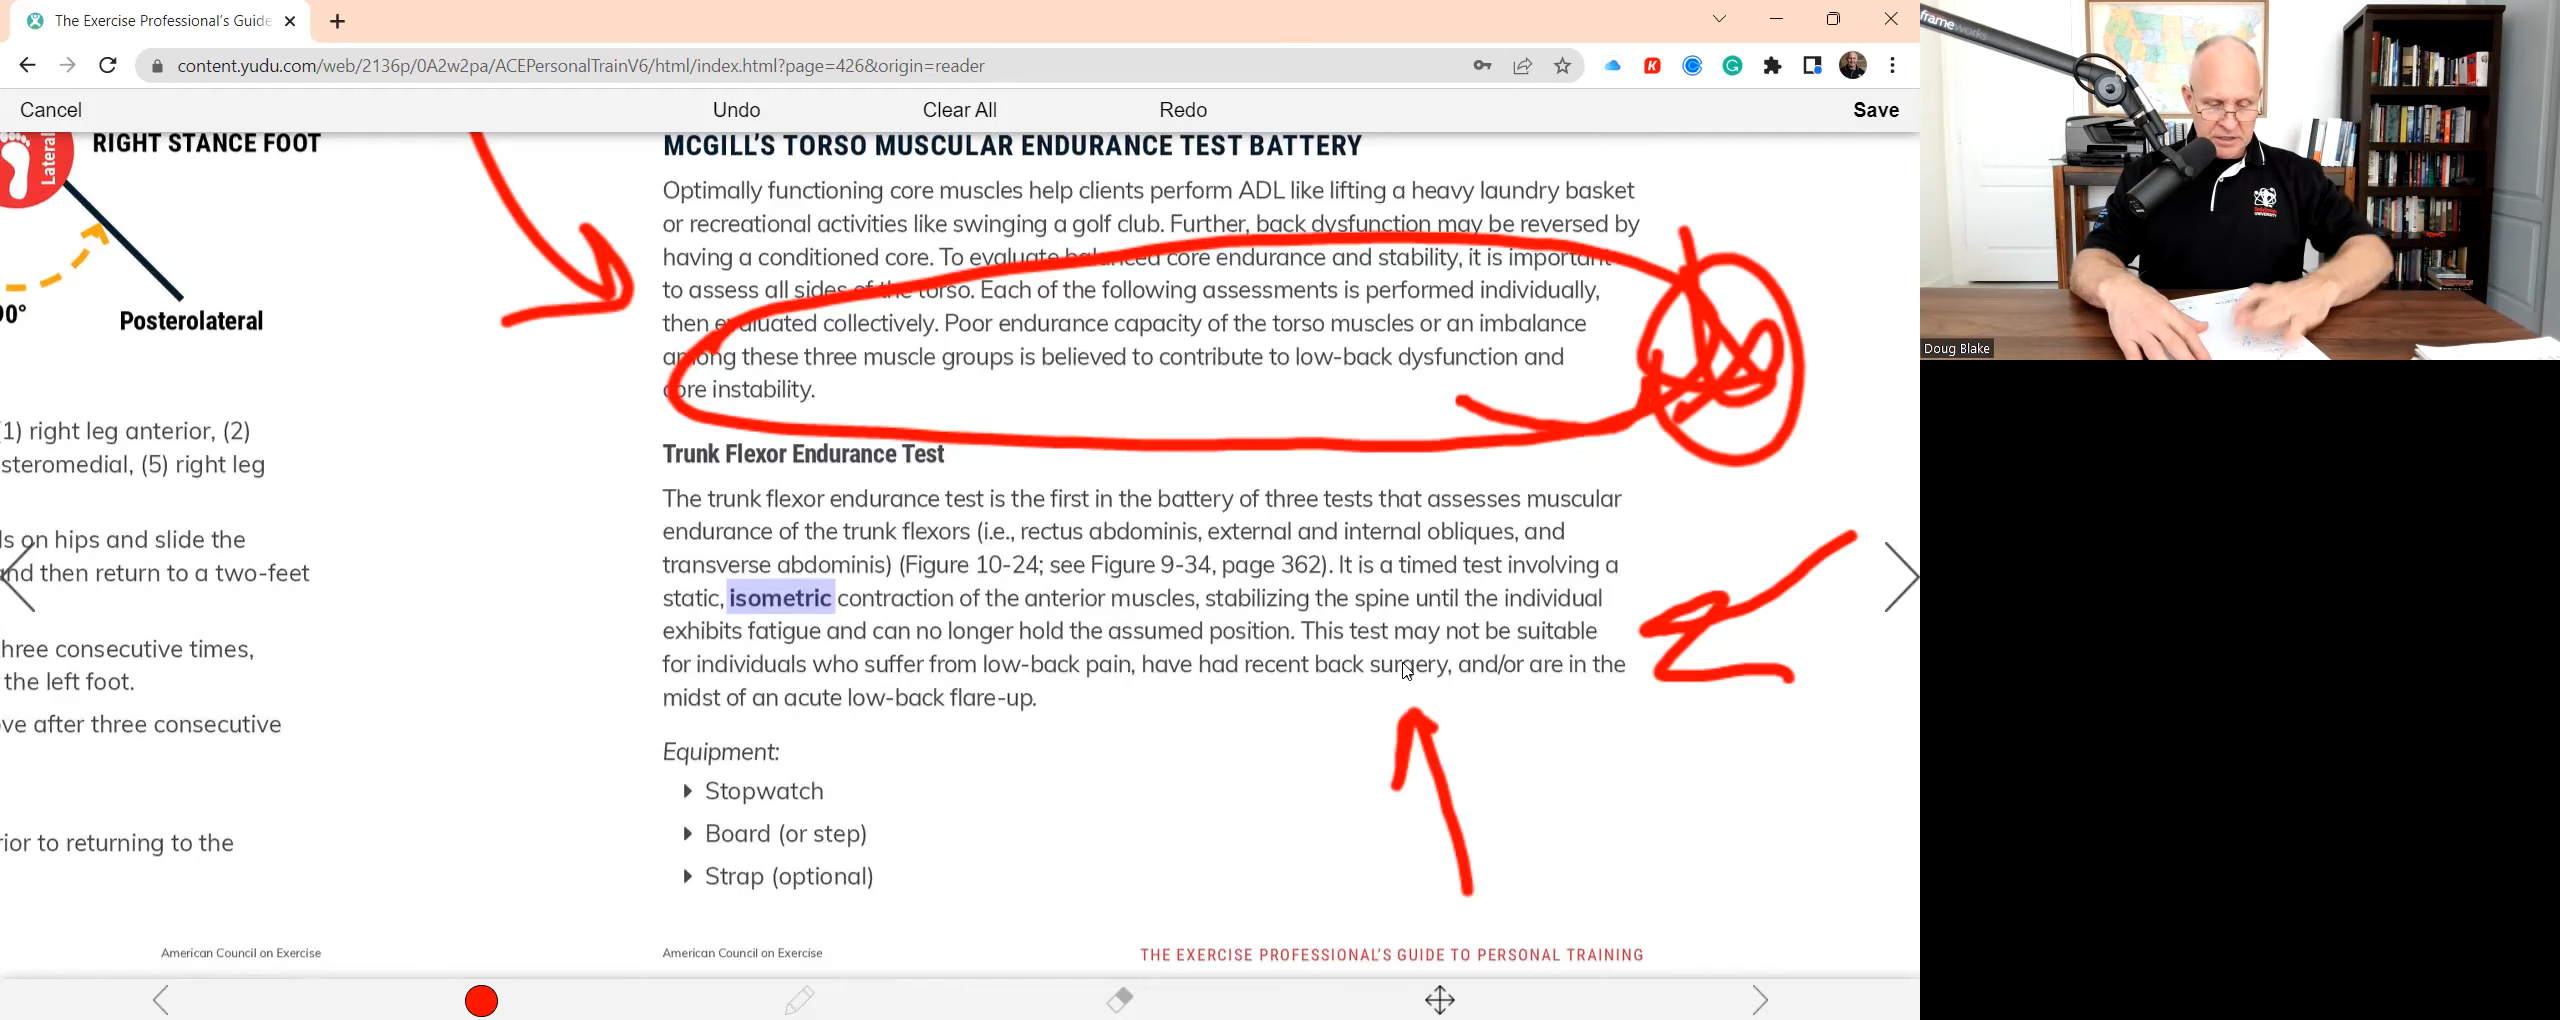 The Exercise Professional's Guide
content.yudu.com/web/2136p/0A2w2pa/ACEPersonalTrainV6/html/index.html?page=426&origin=reader
Cancel
Undo
Clear All
Redo
Save
Lateral
RIGHT STANCE FOOT
90°
Posterolateral
(1) right leg anterior, (2)
steromedial, (5) right leg
ds on hips and slide the
and then return to a two-feet
three consecutive times,
the left foot.
ove after three consecutive
rior to returning to the
American Council on Exercise
MCGILL'S TORSO MUSCULAR ENDURANCE TEST BATTERY
Optimally functioning core muscles help clients perform ADL like lifting a heavy laundry basket
or recreational activities like swinging a golf club. Further, back dysfunction may be reversed by
having a conditioned core. To evaluate balanced core endurance and stability, it is important
to assess all sides of the torso. Each of the following assessments is performed individually,
then evaluated collectively. Poor endurance capacity of the torso muscles or an imbalance
among these three muscle groups is believed to contribute to low-back dysfunction and
core instability.
Trunk Flexor Endurance Test
The trunk flexor endurance test is the first in the battery of three tests that assesses muscular
endurance of the trunk flexors (i.e., rectus abdominis, external and internal obliques, and
transverse abdominis) (Figure 10-24; see Figure 9-34, page 362). It is a timed test involving a
static, isometric contraction of the anterior muscles, stabilizing the spine until the individual
exhibits fatigue and can no longer hold the assumed position. This test may not be suitable
for individuals who suffer from low-back pain, have had recent back surgery, and/or are in the
midst of an acute low-back flare-up.
Equipment:
Stopwatch
Board (or step)
Strap (optional)
American Council on Exercise
THE EXERCISE PROFESSIONAL'S GUIDE TO PERSONAL TRAINING
frameworks
UNIVERSITY
Doug Blake